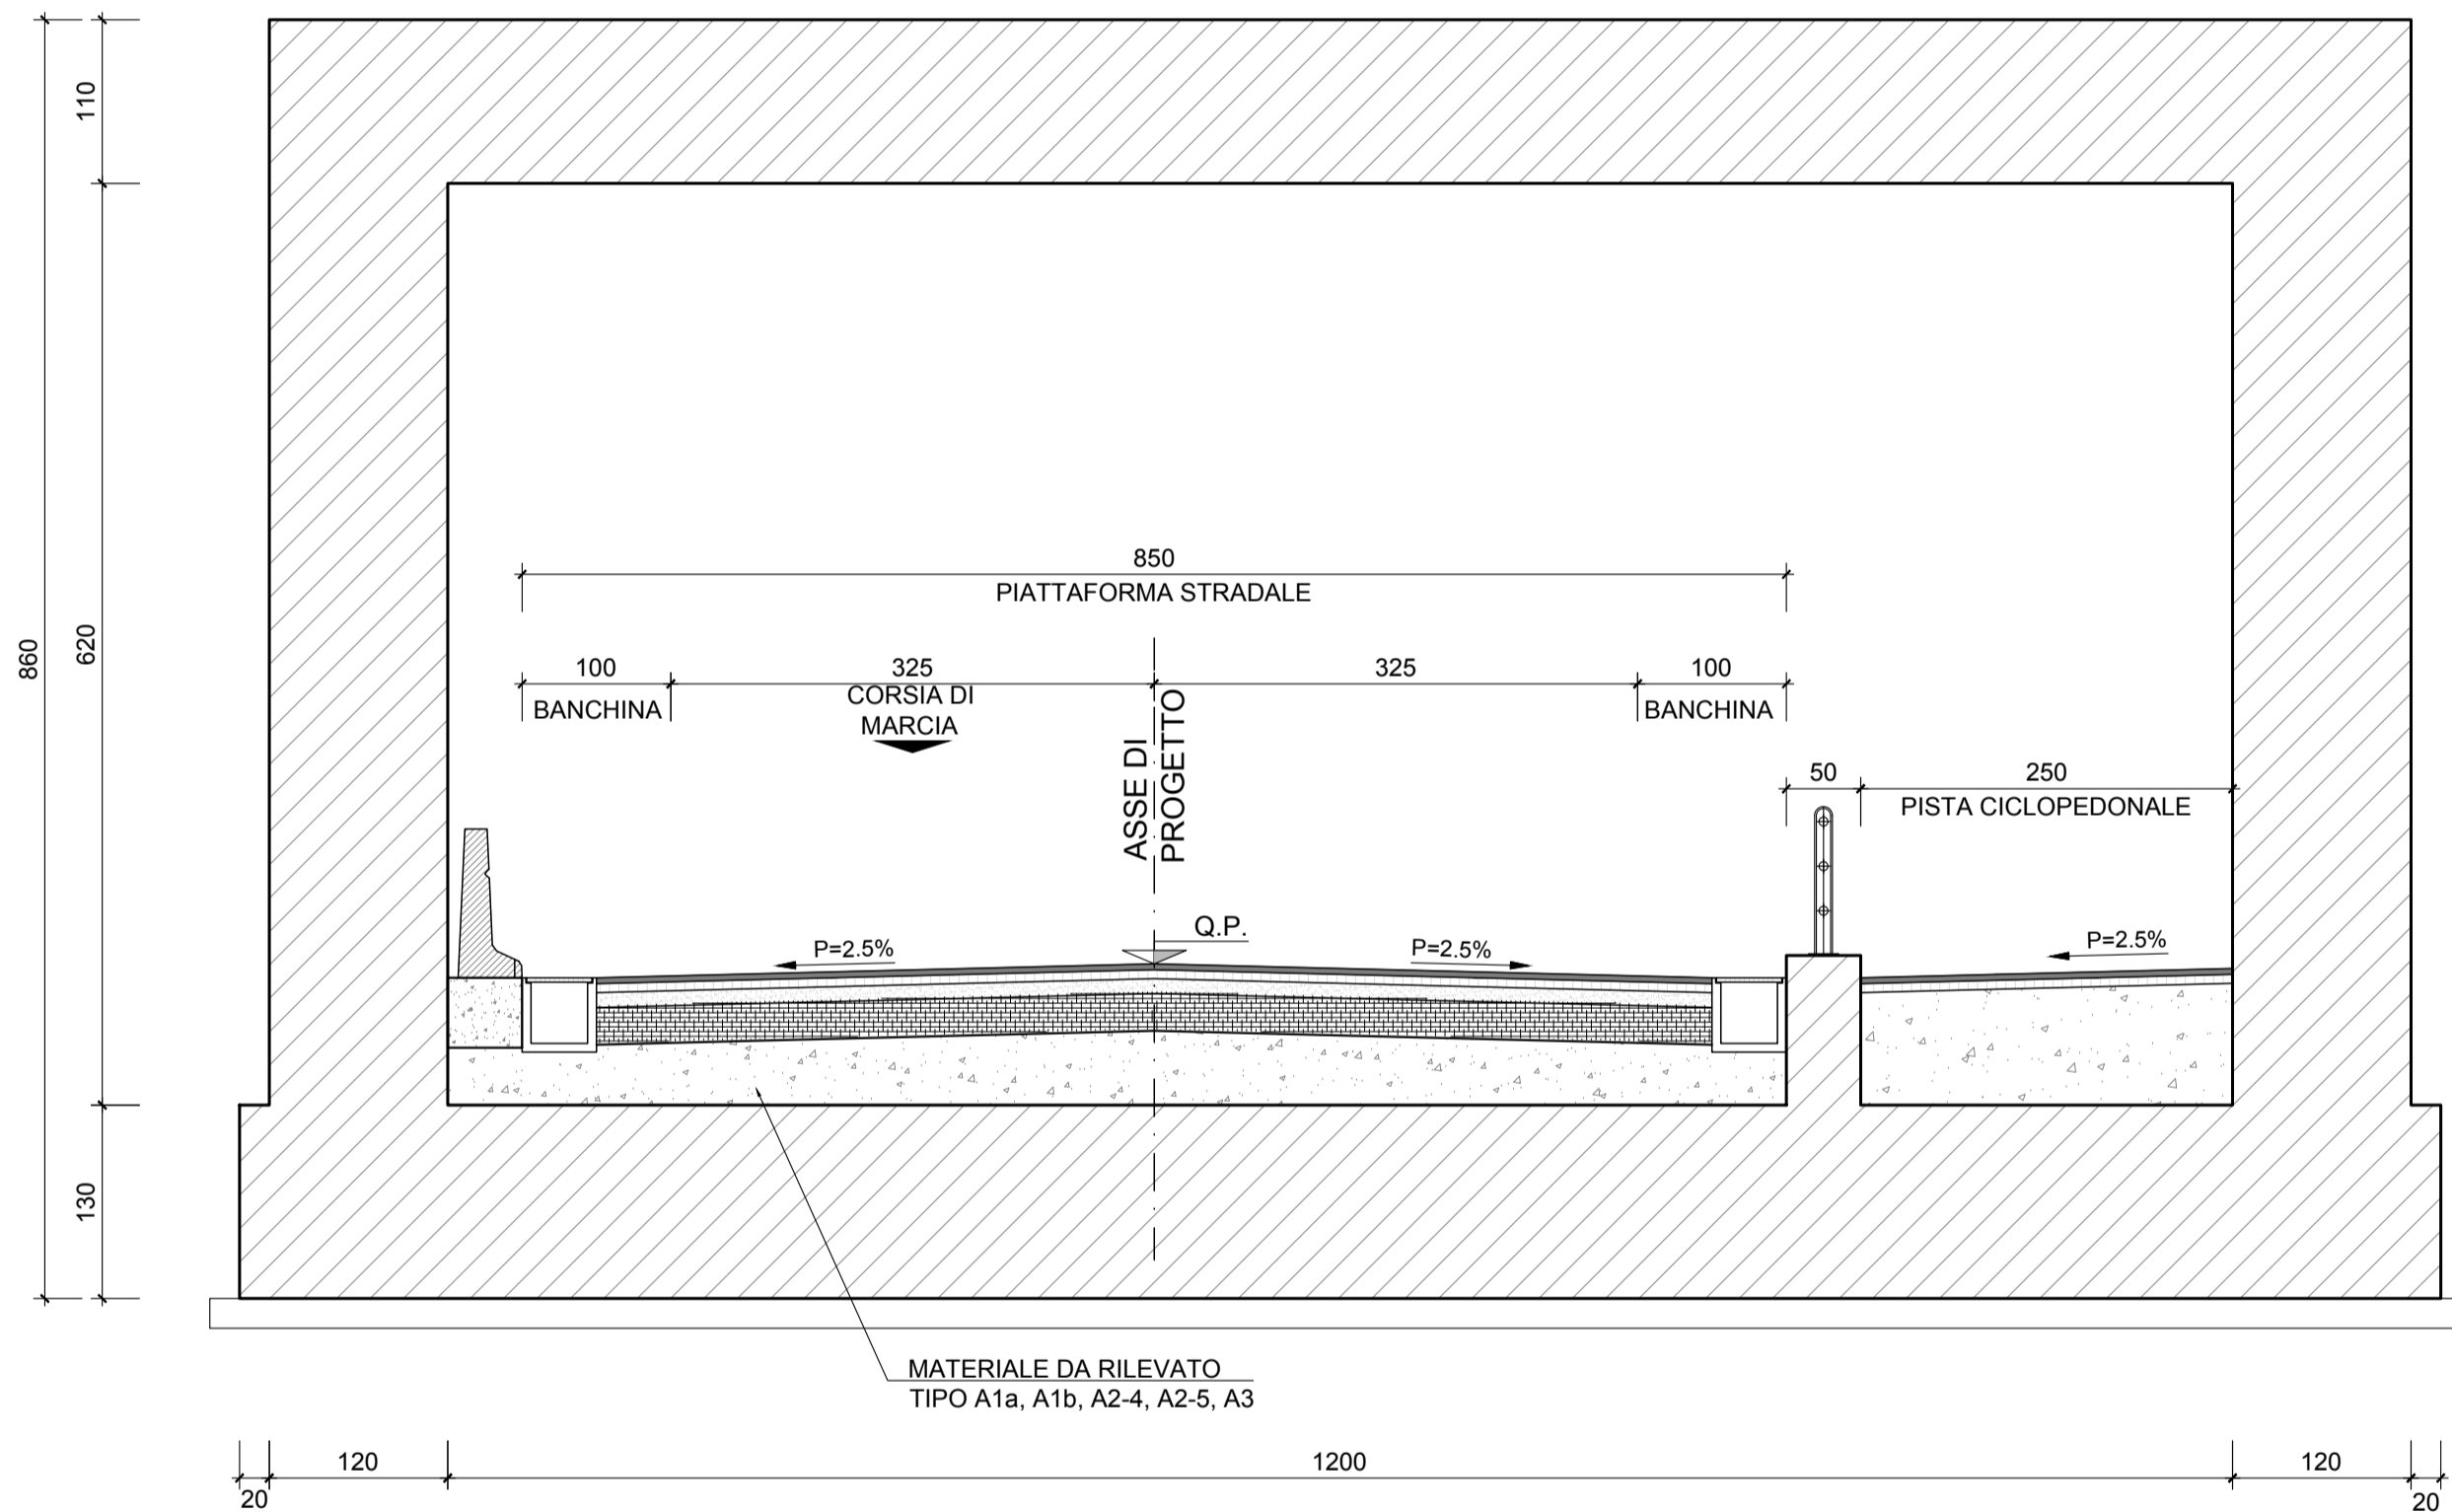 110
860
620
130
850
PIATTAFORMA STRADALE
100
325
325
100
BANCHINA
CORSIA DI
MARCIA
BANCHINA
ASSE DI
PROGETTO
50
250
PISTA CICLOPEDONALE
Q.P.
P=2.5%
P=2.5%
P=2.5%
MATERIALE DA RILEVATO
TIPO A1a, A1b, A2-4, A2-5, A3
120
1200
120
20
20